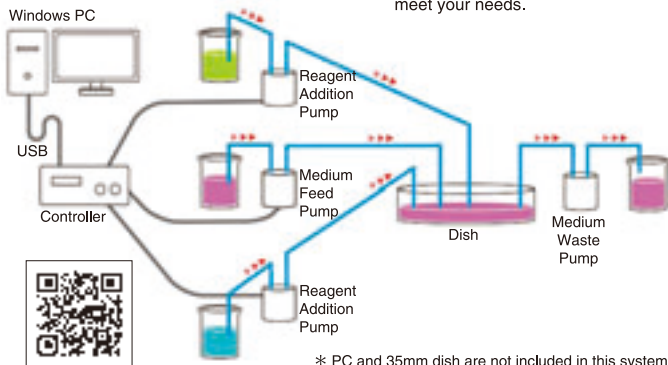 meet your needs.
Windows PC
Reagent
Addition
Pump
USB
Medium
Feed
Pump
Controller
Dish
Medium
Waste
Pump
Reagent
Addition
Pump
* PC and 35mm dish are not included in this system